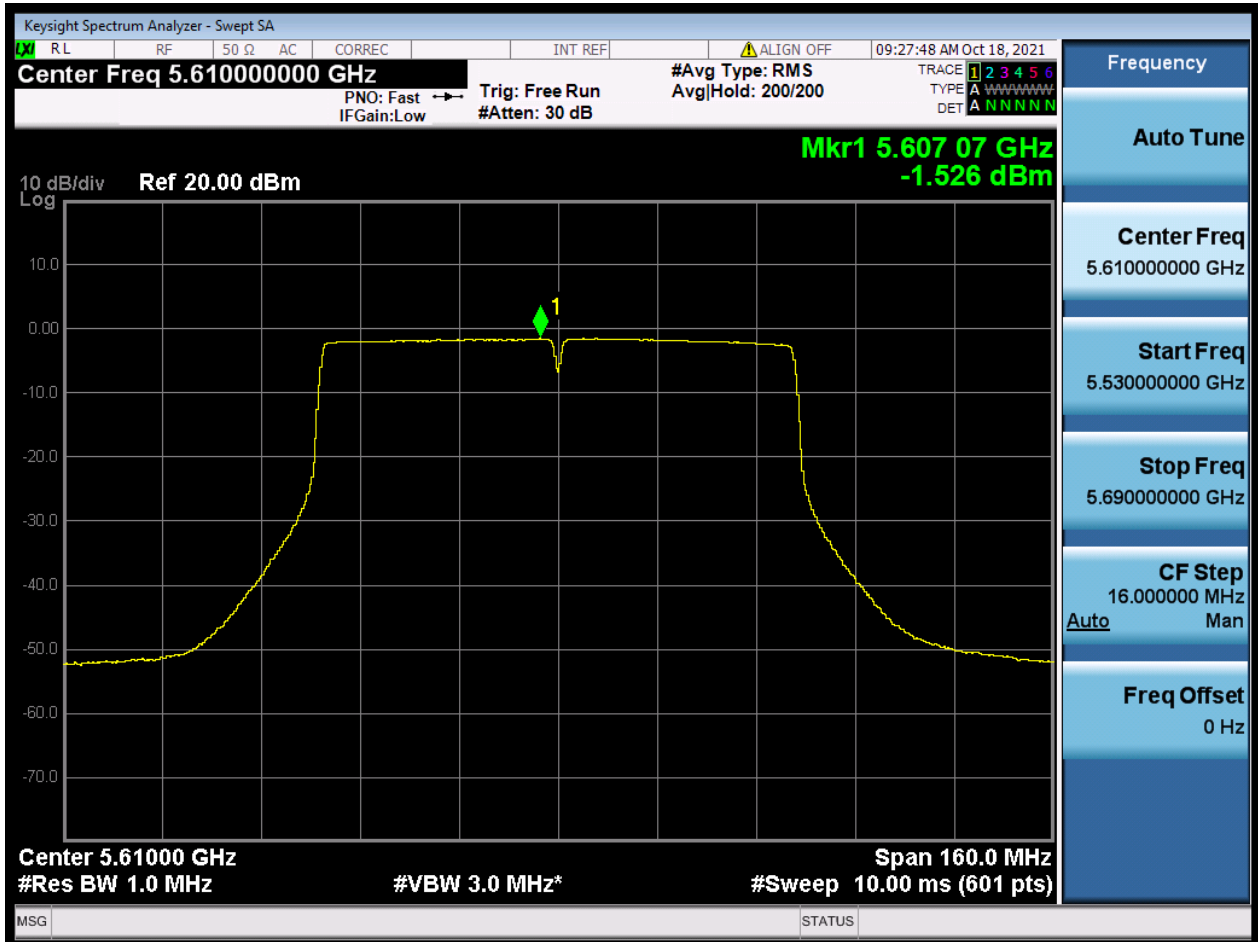 Keysight Spectrum Analyzer - Swept SA
LXI RL RF 50 Ω AC CORREC INT REF ALIGN OFF 09:27:48 AM Oct 18, 2021
Center Freq 5.610000000 GHz
PNO: Fast
IFGain:Low
Trig: Free Run
#Atten: 30 dB
#Avg Type: RMS
Avg|Hold: 200/200
TRACE 1 2 3 4 5 6
TYPE A WWWWW
DET A N N N N N
Mkr1 5.607 07 GHz
-1.526 dBm
10 dB/div Ref 20.00 dBm
Log
10.0
0.00
-10.0
-20.0
-30.0
-40.0
-50.0
-60.0
-70.0
1
Center 5.61000 GHz Span 160.0 MHz
#Res BW 1.0 MHz #VBW 3.0 MHz* #Sweep 10.00 ms (601 pts)
MSG STATUS
Frequency
Auto Tune
Center Freq
5.610000000 GHz
Start Freq
5.530000000 GHz
Stop Freq
5.690000000 GHz
CF Step
16.000000 MHz
Auto Man
Freq Offset
0 Hz